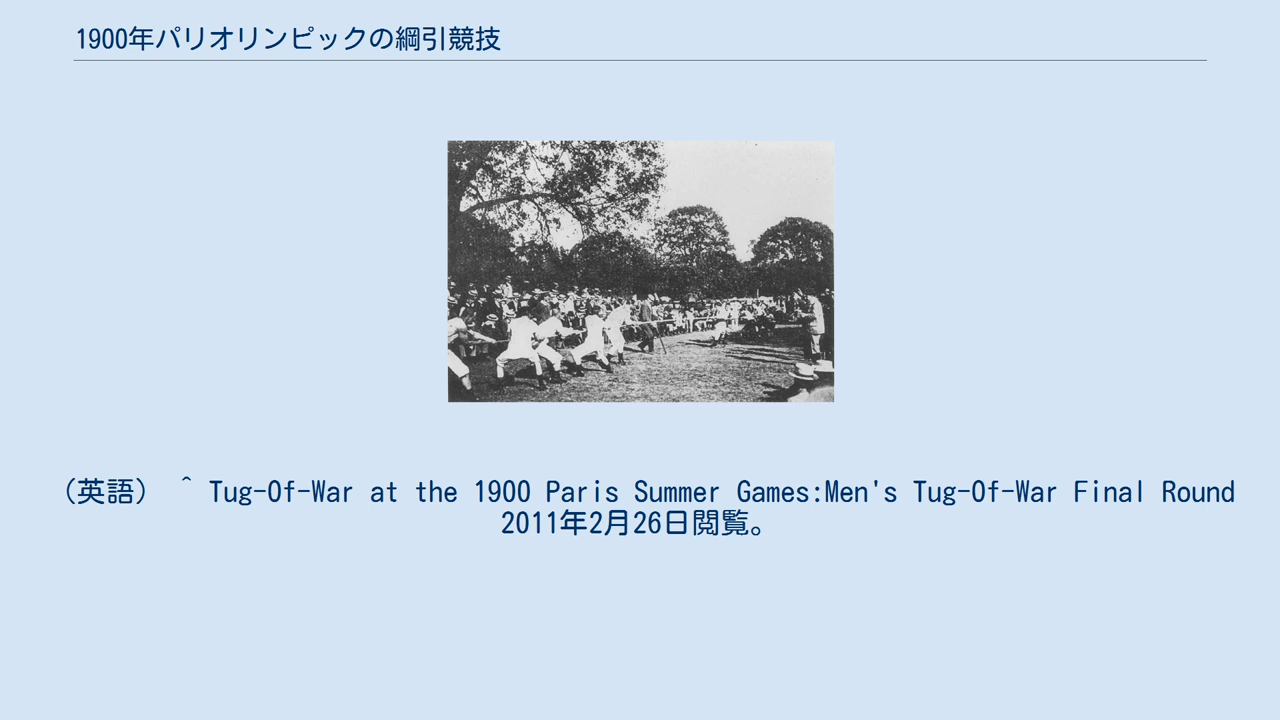 1900年パリオリンピックの綱引競技
（英語） ^ Tug-Of-War at the 1900 Paris Summer Games:Men's Tug-Of-War Final Round
2011年2月26日閲覧。